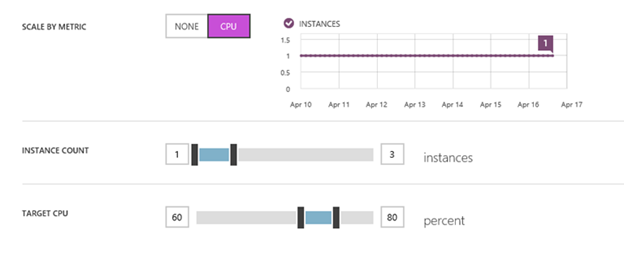 SCALE BY METRIC
NONE CPU
INSTANCES
1.5
1
0.5
0
1
Apr 10 Apr 11 Apr 12 Apr 13 Apr 14 Apr 15 Apr 16 Apr 17
INSTANCE COUNT
1 3 instances
TARGET CPU
60 80 percent